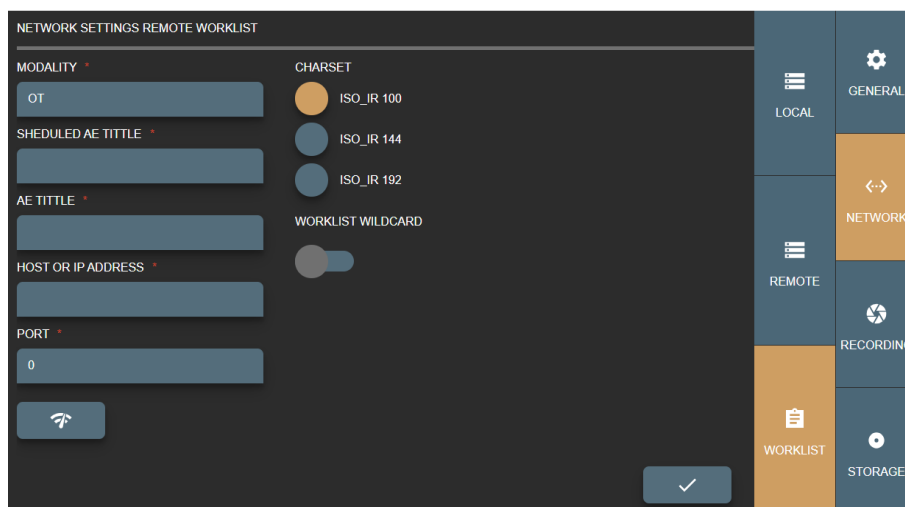 NETWORK SETTINGS REMOTE WORKLIST
MODALITY *
OT
SHEDULED AE TITTLE *
AE TITTLE *
HOST OR IP ADDRESS *
PORT *
0
CHARSET
ISO_IR 100
ISO_IR 144
ISO_IR 192
WORKLIST WILDCARD
LOCAL
REMOTE
WORKLIST
GENERAL
NETWORK
RECORDIN
STORAGE